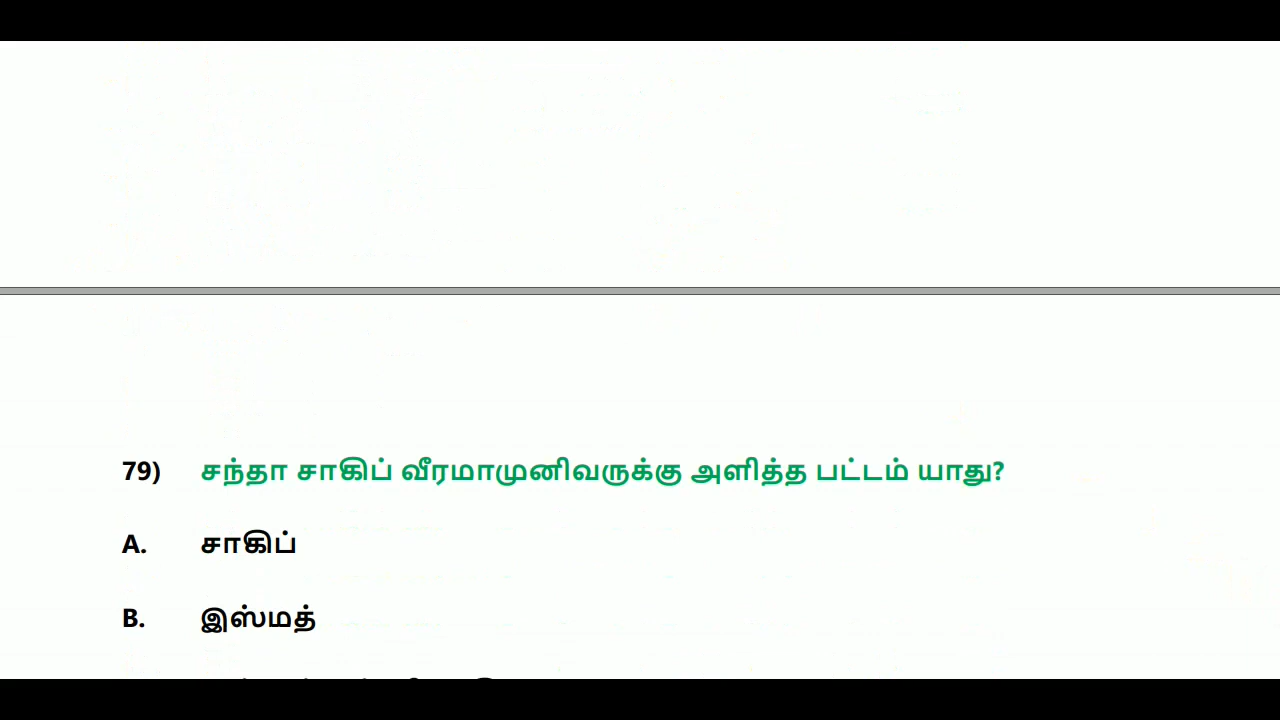 79) சந்தா சாகிப் வீரமாமுனிவருக்கு அளித்த பட்டம் யாது?
A. சாகிப்
B. இஸ்மத்